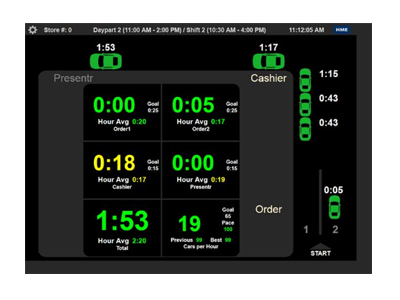 Store #: 0 Daypart 2 (11:00 AM - 2:00 PM) / Shift 2 (10:30 AM - 4:00 PM) 11:12:05 AM HME
1:53 1:17
Presentr Cashier
1:15
0:43
0:43
0:00 Goal 0:25
Hour Avg 0:20
Order1
0:05 Goal 0:25
Hour Avg 0:17
Order2
0:18 Goal 0:15
Hour Avg 0:17
Cashier
0:00 Goal 0:15
Hour Avg 0:19
Presentr
1:53
Hour Avg 2:20
Total
19 Goal 65 Pace 100
Previous 99 Best 99
Cars per Hour
Order
0:05
1 2
START